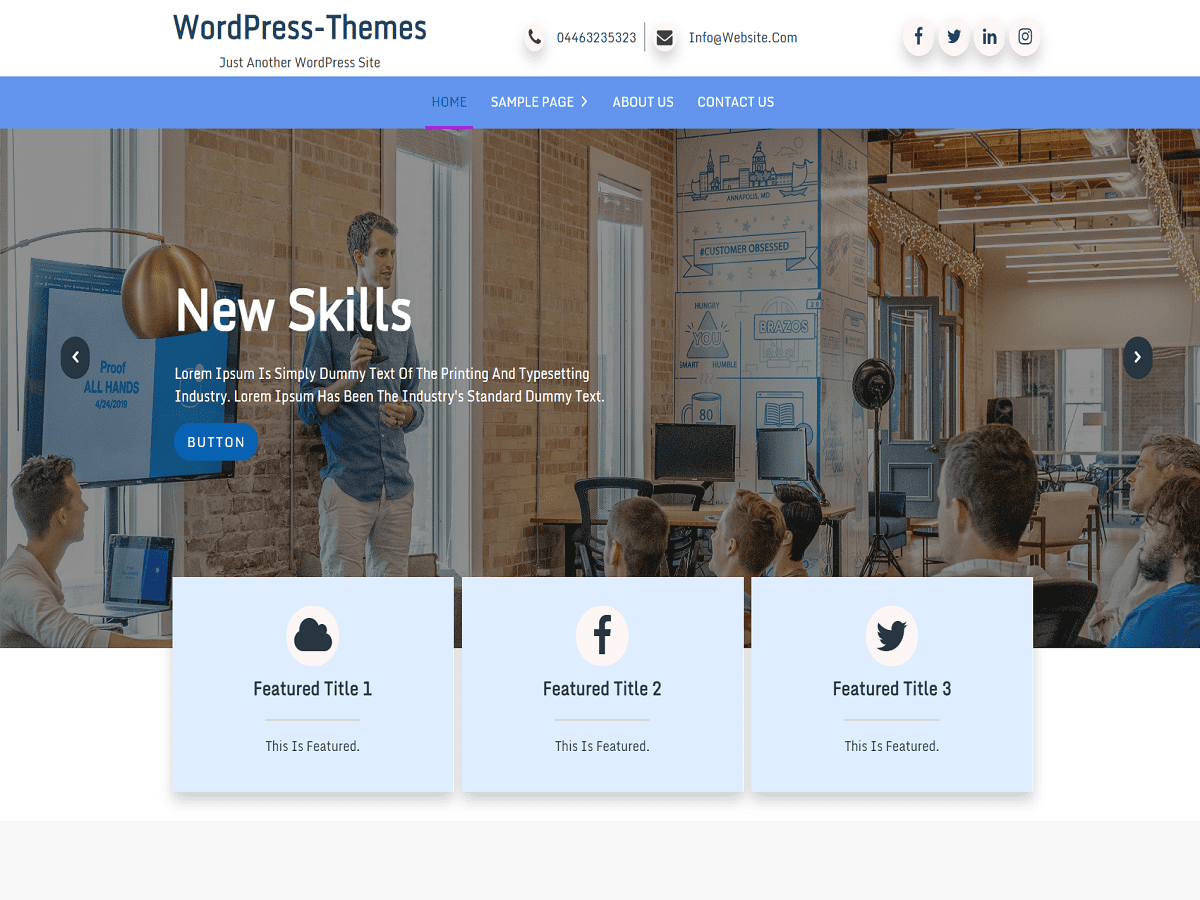 WordPress-Themes
Just Another WordPress Site
04463235323
Info@Website.Com
HOME
SAMPLE PAGE
ABOUT US
CONTACT US
ANNAPOLIS, MD
#CUSTOMER OBSESSED
HUNGRY
YOU
SMART HUMBLE
BRAZOS
20
80
Proof
ALL HANDS
4/24/2019
New Skills
Lorem Ipsum Is Simply Dummy Text Of The Printing And Typesetting
Industry. Lorem Ipsum Has Been The Industry's Standard Dummy Text.
BUTTON
Featured Title 1
This Is Featured.
Featured Title 2
This Is Featured.
Featured Title 3
This Is Featured.